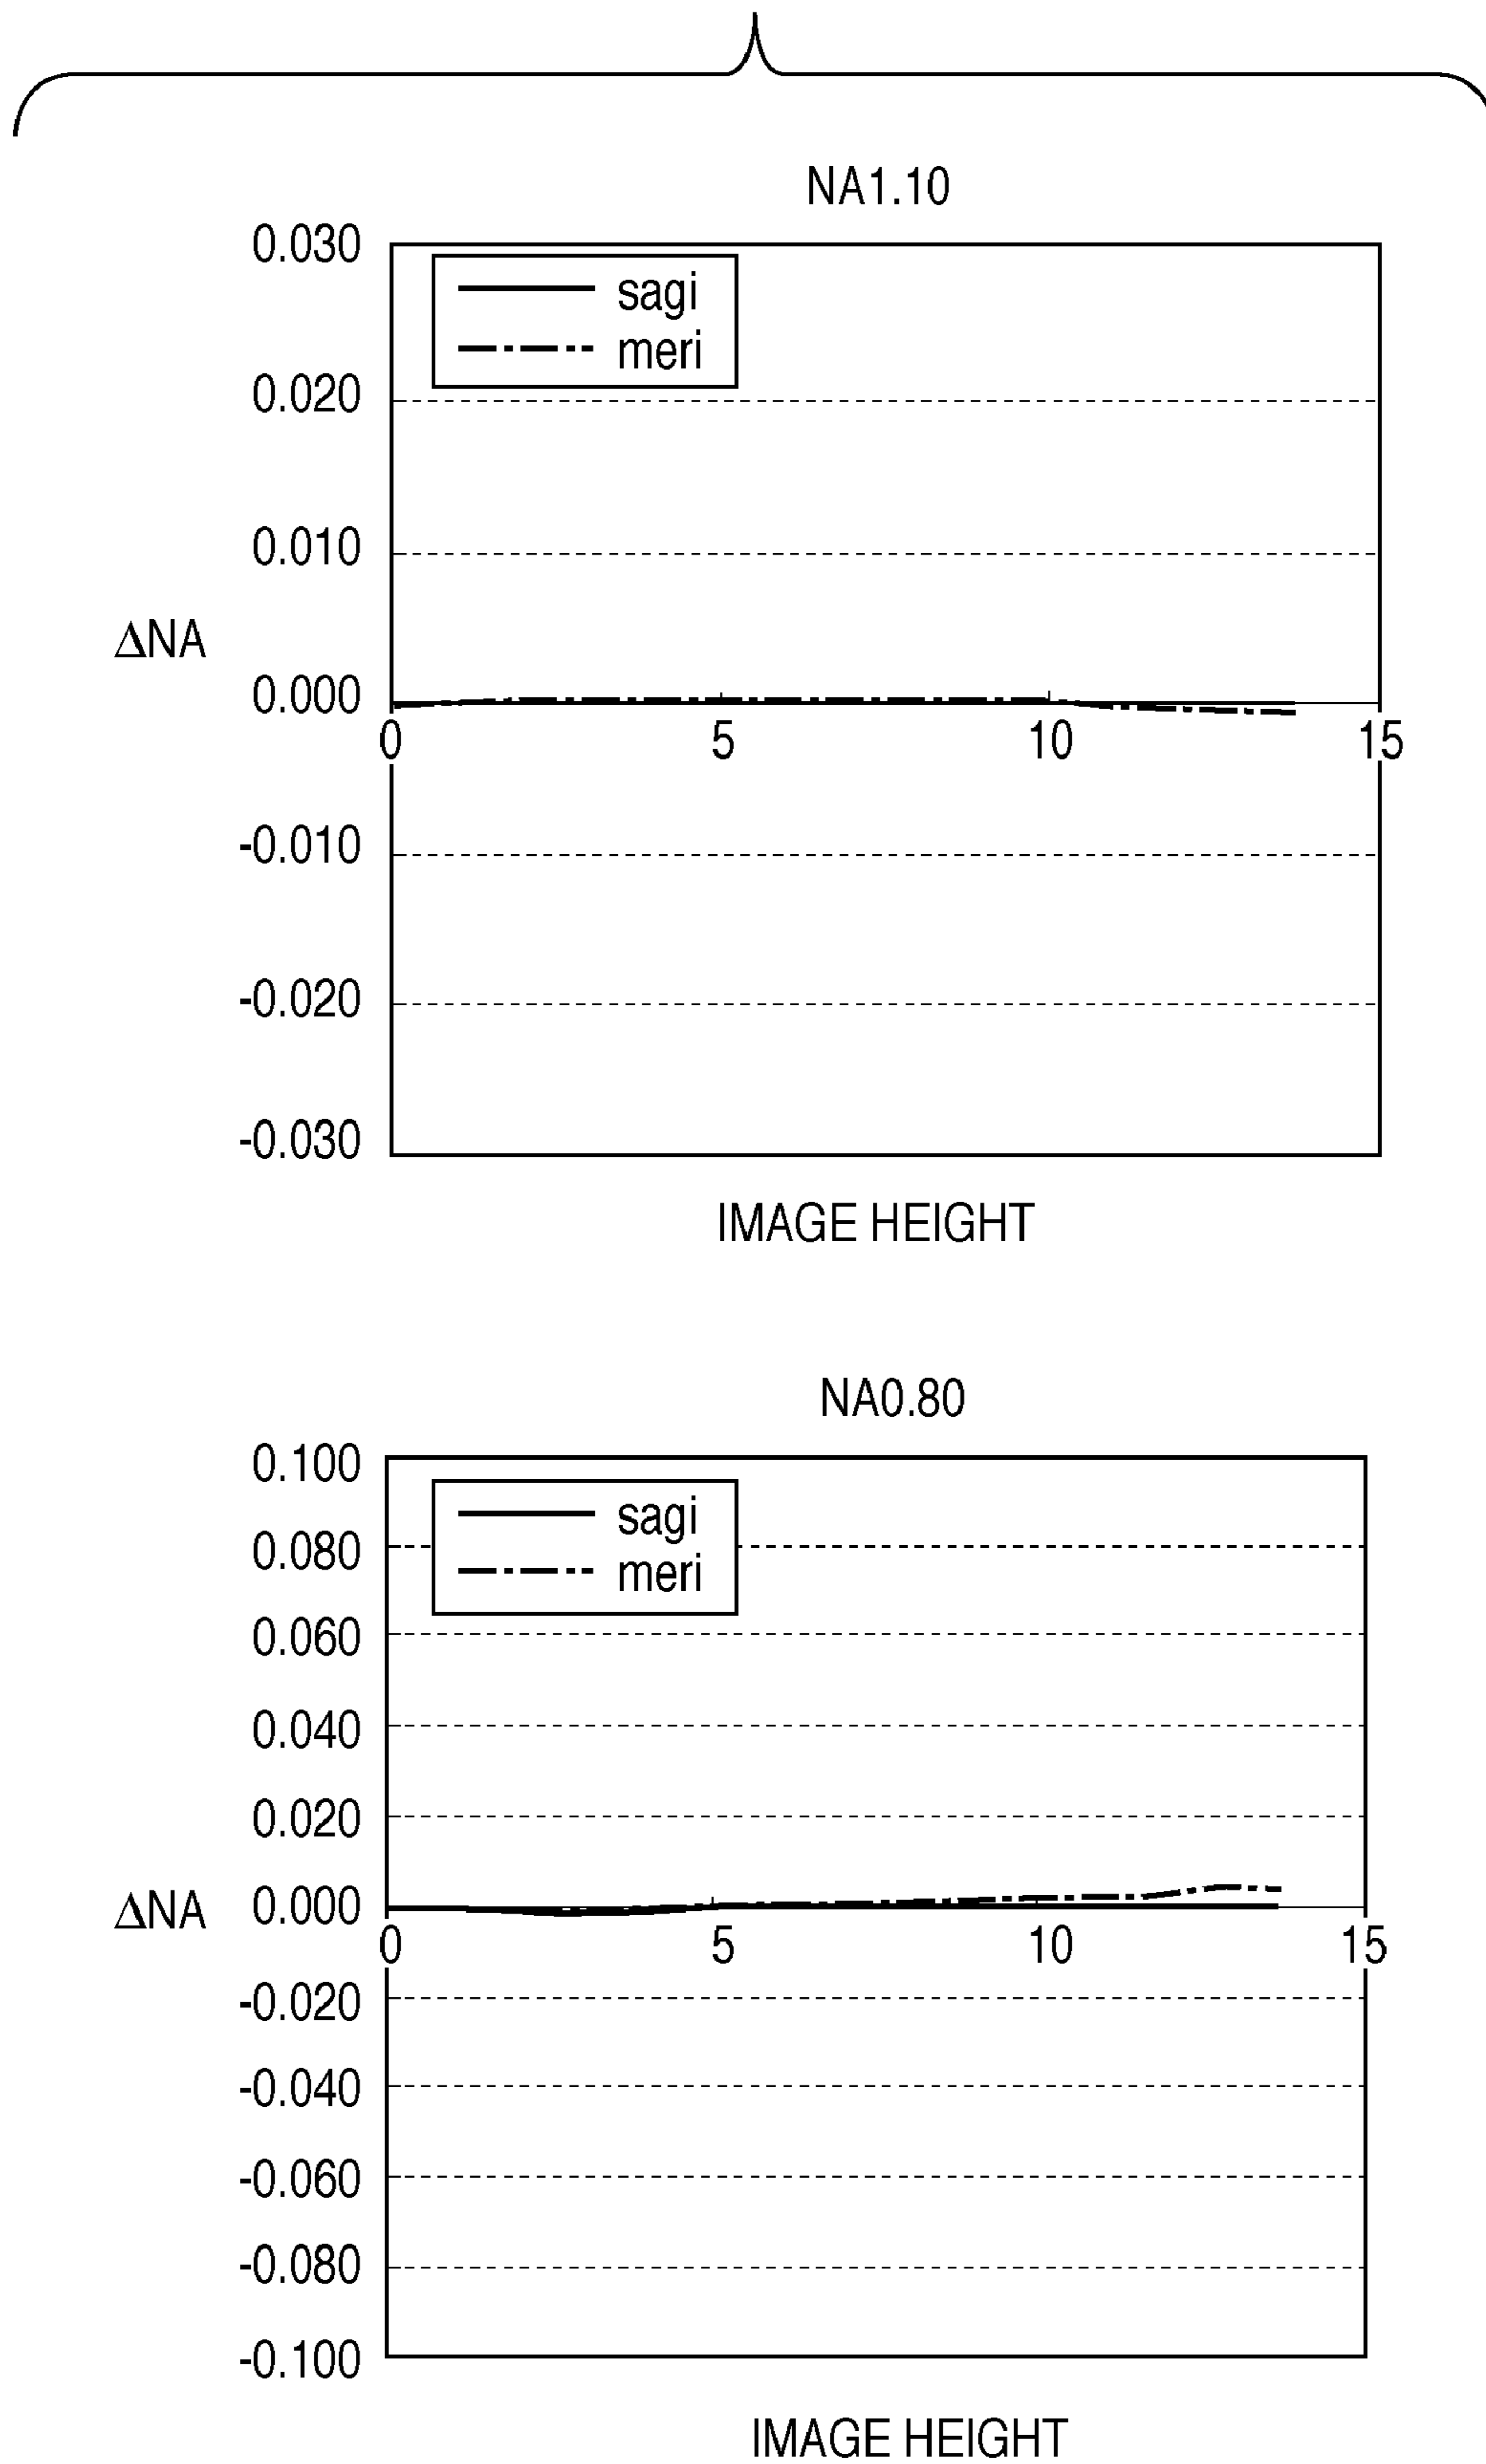 NA1.10
0.030
sagi
meri
0.020
0.010
ΔNA
0.000
0 5 10 15
-0.010
-0.020
-0.030
IMAGE HEIGHT
NA0.80
0.100
sagi
0.080
meri
0.060
0.040
0.020
ΔNA 0.000
0 5 10 15
-0.020
-0.040
-0.060
-0.080
-0.100
IMAGE HEIGHT